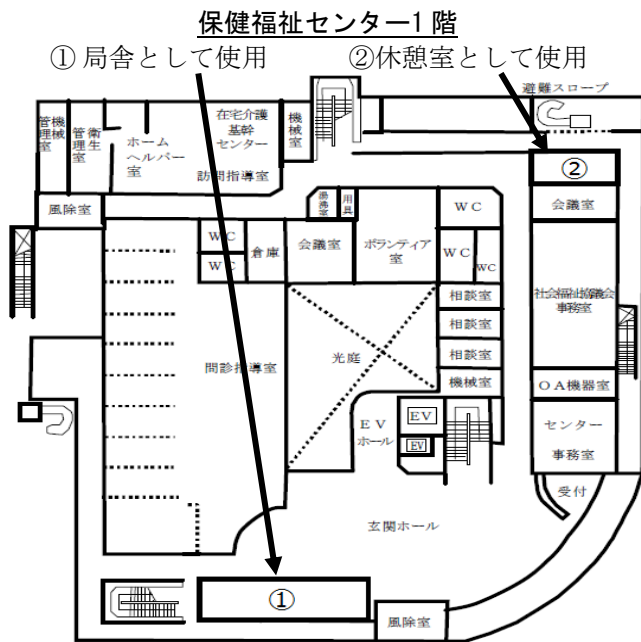 保健福祉センター1階
①局舎として使用
②休憩室として使用
避難スロープ
機械
管理室
衛生
管理室
ホーム
ヘルパー
室
在宅介護
基幹
センター
訪問指導室
機械室
②
風除室
湯沸室
用具
WC
会議室
WC
WC
倉庫
会議室
ボランティア
室
WC
WC
社会福祉協議会
事務室
相談室
相談室
相談室
機械室
問診指導室
光庭
OA機器室
EV
ホール
EV
EV
センター
事務室
受付
玄関ホール
①
風除室